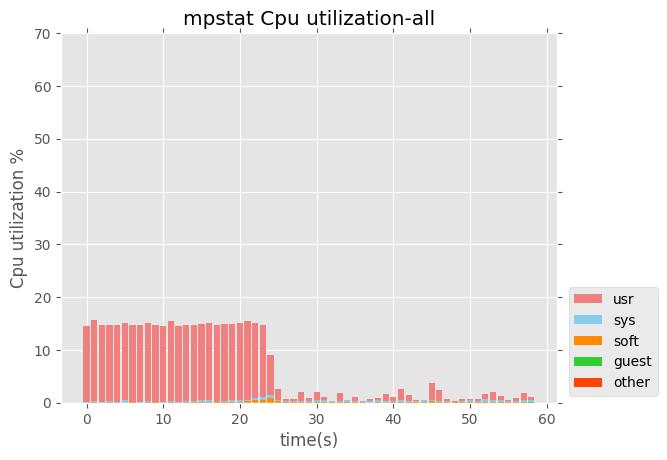 mpstat Cpu utilization-all
70
60
50
40
30
20
10
0
Cpu utilization %
0 10 20 30 40 50 60
time(s)
usr
sys
soft
guest
other